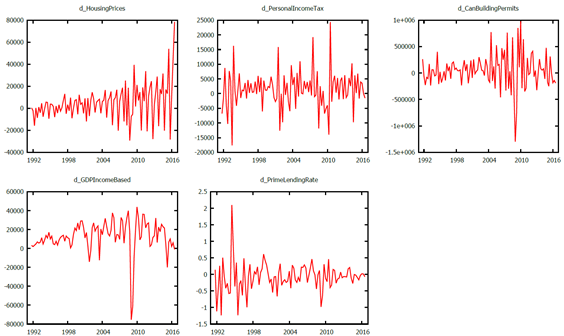 d_HousingPrices
80000
60000
40000
20000
0
-20000
-40000
1992 1998 2004 2010 2016
d_PersonalIncomeTax
25000
20000
15000
10000
5000
0
-5000
-10000
-15000
-20000
1992 1998 2004 2010 2016
d_CanBuildingPermits
1e+006
500000
0
-500000
-1e+006
-1.5e+006
1992 1998 2004 2010 2016
d_GDPIncomeBased
60000
40000
20000
0
-20000
-40000
-60000
-80000
1992 1998 2004 2010 2016
d_PrimeLendingRate
2.5
2
1.5
1
0.5
0
-0.5
-1
-1.5
1992 1998 2004 2010 2016